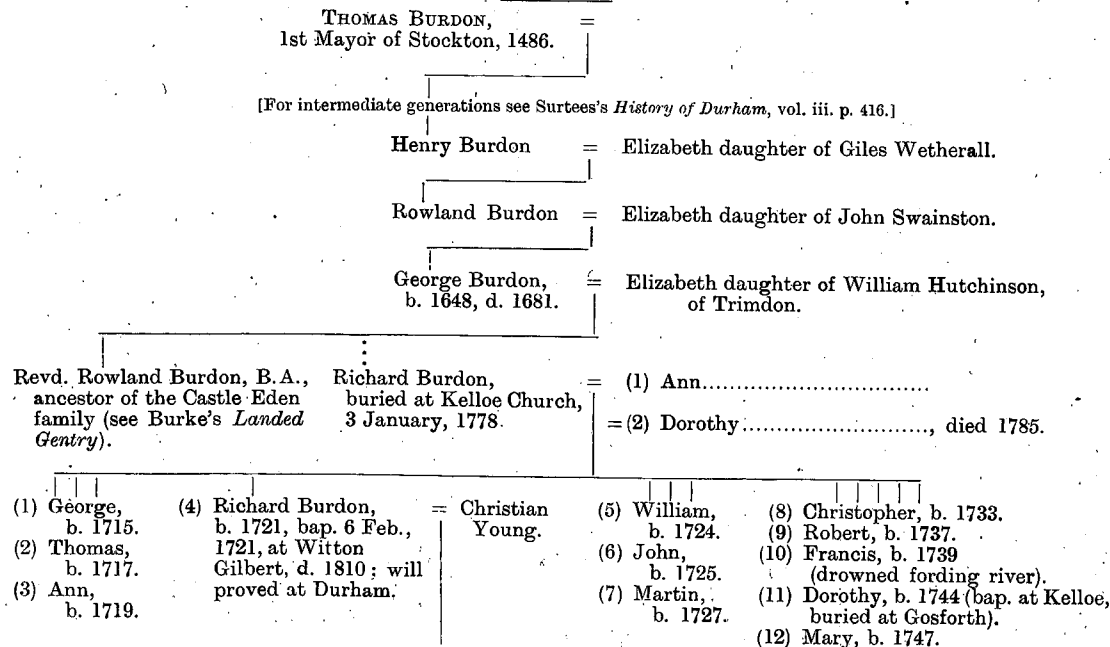 THOMAS BURDON, =
1st Mayor of Stockton, 1486.
[For intermediate generations see Surtees's History of Durham, vol. iii. p. 416.]
Henry Burdon = Elizabeth daughter of Giles Wetherall.
Rowland Burdon = Elizabeth daughter of John Swainston.
George Burdon, = Elizabeth daughter of William Hutchinson,
b. 1648, d. 1681. of Trimdon.
Revd. Rowland Burdon, B.A.,
ancestor of the Castle Eden
family (see Burke's Landed
Gentry).
Richard Burdon,
buried at Kelloe Church,
3 January, 1778.
= (1) Ann..............................
= (2) Dorothy..........................., died 1785.
(1) George,
b. 1715.
(2) Thomas,
b. 1717.
(3) Ann,
b. 1719.
(4) Richard Burdon,
b. 1721, bap. 6 Feb.,
1721, at Witton
Gilbert, d. 1810; will
proved at Durham.
= Christian
Young.
(5) William,
b. 1724.
(6) John,
b. 1725.
(7) Martin,
b. 1727.
(8) Christopher, b. 1733.
(9) Robert, b. 1737.
(10) Francis, b. 1739
(drowned fording river).
(11) Dorothy, b. 1744 (bap. at Kelloe,
buried at Gosforth).
(12) Mary, b. 1747.